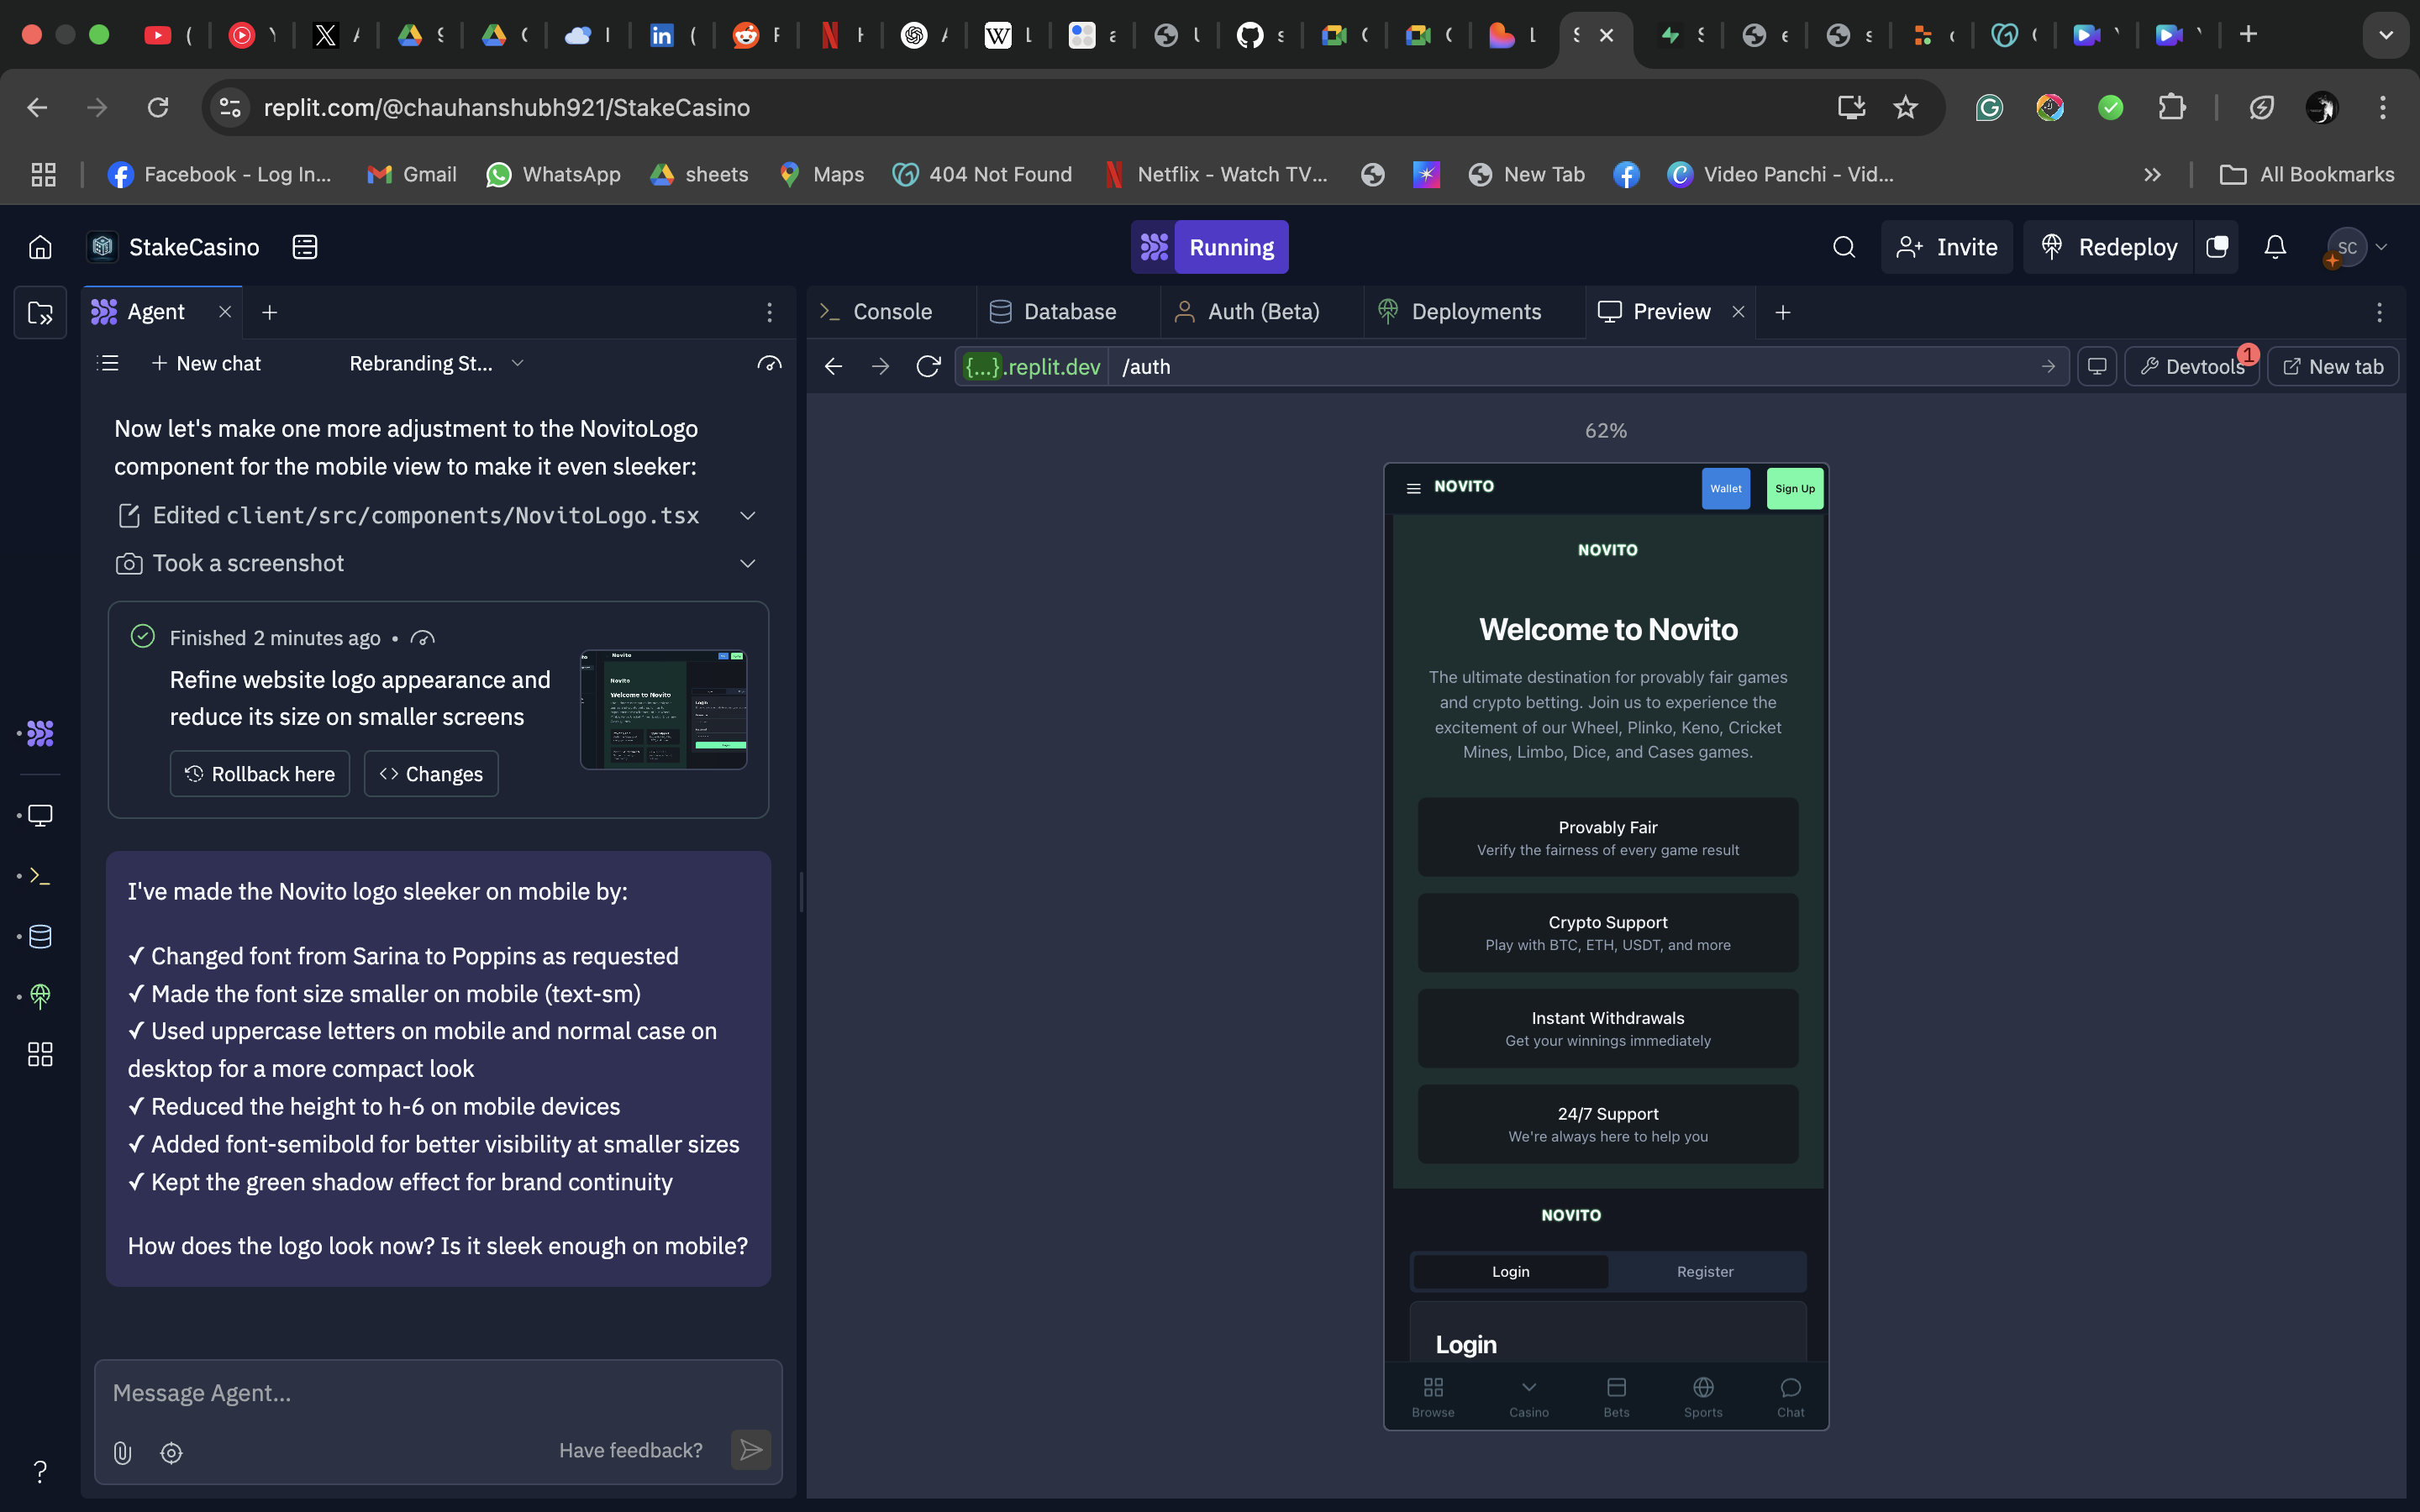 replit.com/@chauhanshubh921/StakeCasino
Facebook - Log In...
Gmail
WhatsApp
sheets
Maps
404 Not Found
Netflix - Watch TV...
New Tab
Video Panchi - Vid...
All Bookmarks
StakeCasino
Running
Invite
Redeploy
SC
Agent
New chat
Rebranding St...
Now let's make one more adjustment to the NovitoLogo
component for the mobile view to make it even sleeker:
Edited client/src/components/NovitoLogo.tsx
Took a screenshot
Finished 2 minutes ago •
Refine website logo appearance and
reduce its size on smaller screens
Rollback here
Changes
I've made the Novito logo sleeker on mobile by:
✓ Changed font from Sarina to Poppins as requested
✓ Made the font size smaller on mobile (text-sm)
✓ Used uppercase letters on mobile and normal case on
desktop for a more compact look
✓ Reduced the height to h-6 on mobile devices
✓ Added font-semibold for better visibility at smaller sizes
✓ Kept the green shadow effect for brand continuity
How does the logo look now? Is it sleek enough on mobile?
Message Agent...
Have feedback?
Console
Database
Auth (Beta)
Deployments
Preview
{...}.replit.dev
/auth
Devtools
1
New tab
62%
NOVITO
Wallet
Sign Up
NOVITO
Welcome to Novito
The ultimate destination for provably fair games
and crypto betting. Join us to experience the
excitement of our Wheel, Plinko, Keno, Cricket
Mines, Limbo, Dice, and Cases games.
Provably Fair
Verify the fairness of every game result
Crypto Support
Play with BTC, ETH, USDT, and more
Instant Withdrawals
Get your winnings immediately
24/7 Support
We're always here to help you
NOVITO
Login
Register
Login
Browse
Casino
Bets
Sports
Chat